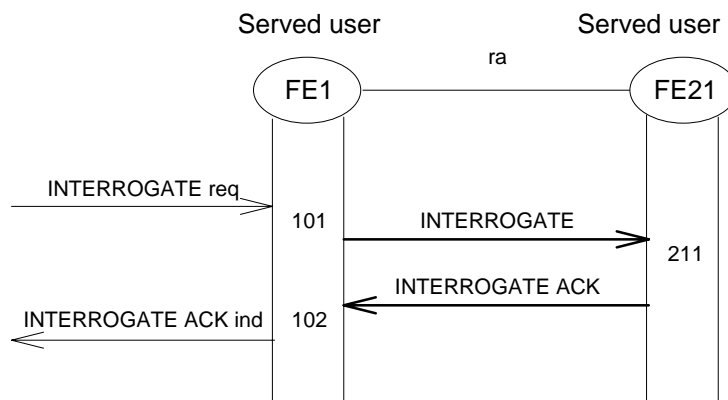 Served user
Served user
ra
FE1
FE21
INTERROGATE req
101
INTERROGATE
211
INTERROGATE ACK
INTERROGATE ACK ind
102